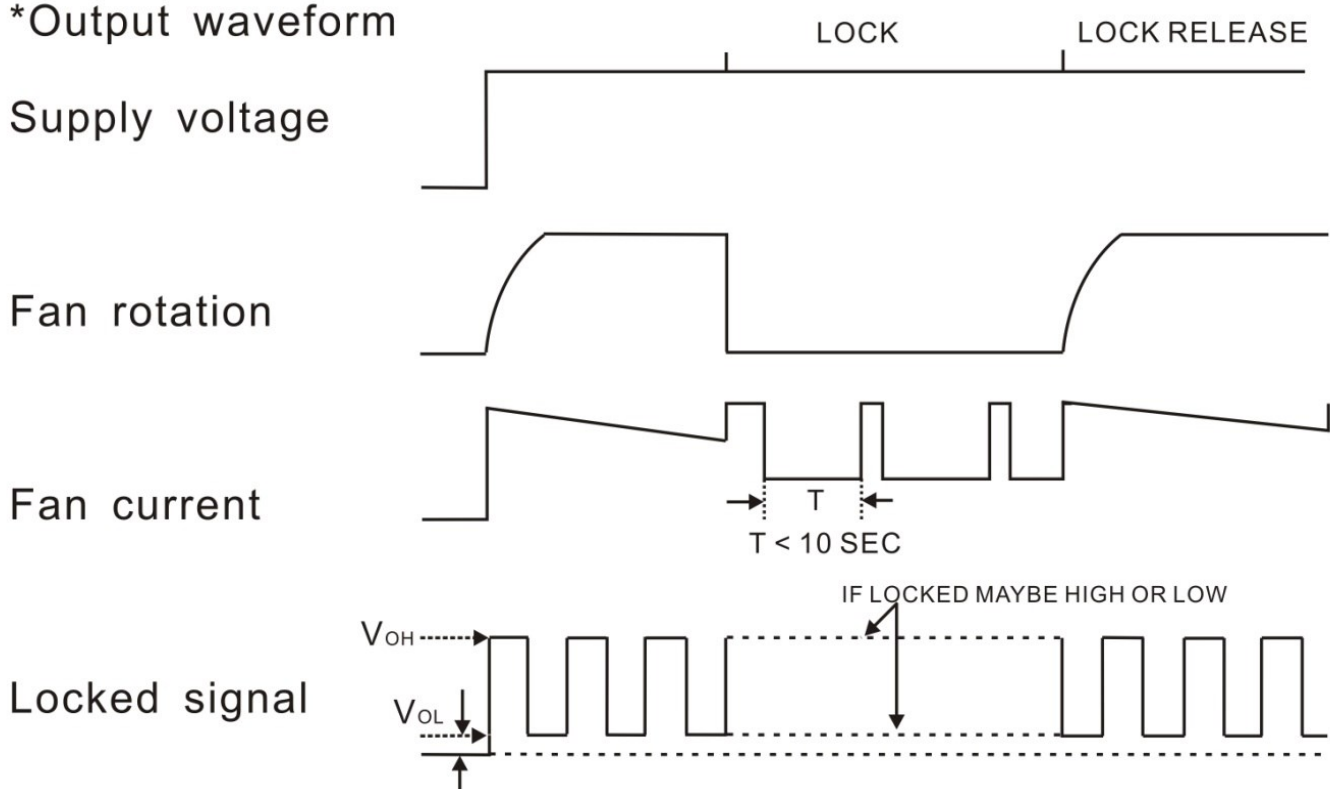 *Output waveform
LOCK
LOCK RELEASE
Supply voltage
Fan rotation
Fan current
T
T < 10 SEC
IF LOCKED MAYBE HIGH OR LOW
VOH
Locked signal
VOL